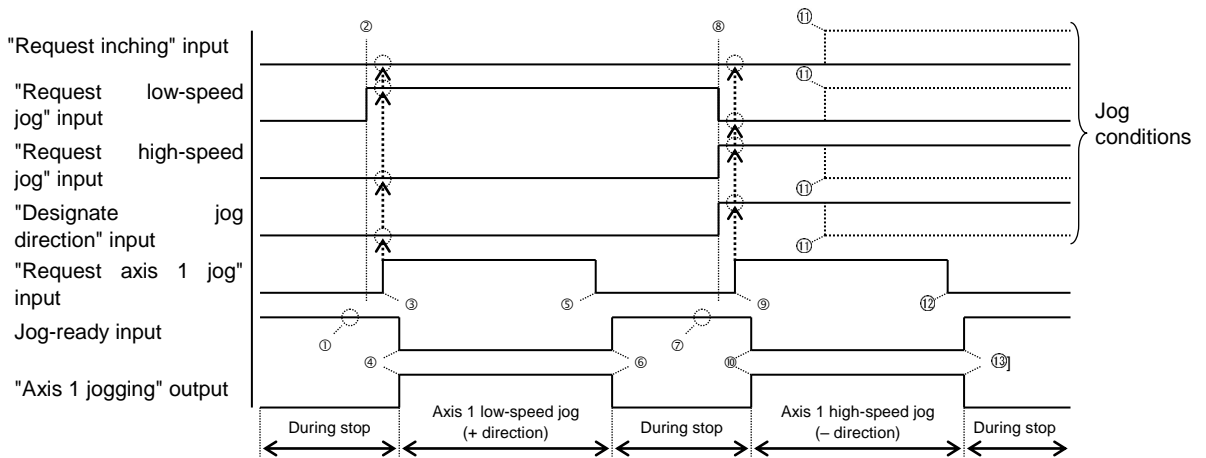 ⑪
②
⑧
"Request inching" input
"Request low-speed
jog" input
⑪
Jog
conditions
"Request high-speed
jog" input
⑪
"Designate jog
direction" input
⑪
"Request axis 1 jog"
input
③
⑤
⑨
⑫
Jog-ready input
①
⑦
④
⑥
⑩
⑬]
"Axis 1 jogging" output
During stop
Axis 1 low-speed jog
(+ direction)
During stop
Axis 1 high-speed jog
(– direction)
During stop